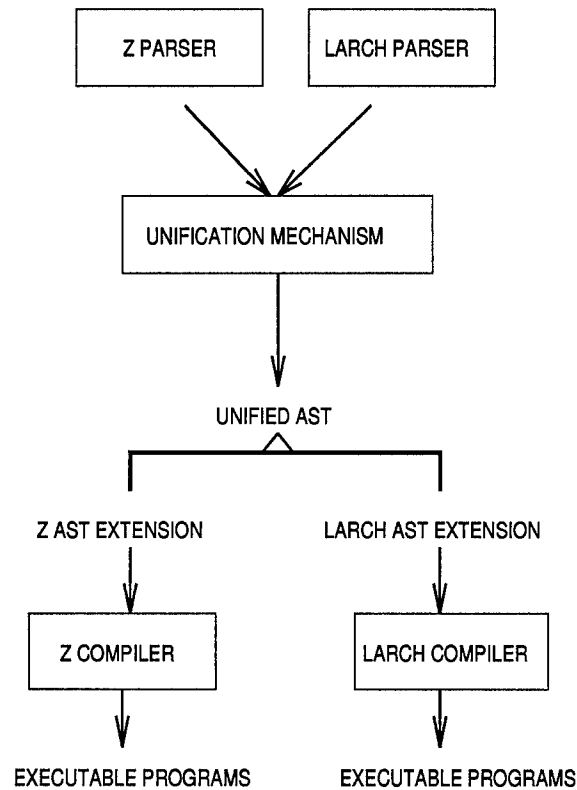 Z PARSER
LARCH PARSER
UNIFICATION MECHANISM
UNIFIED AST
Z AST EXTENSION
LARCH AST EXTENSION
Z COMPILER
LARCH COMPILER
EXECUTABLE PROGRAMS
EXECUTABLE PROGRAMS